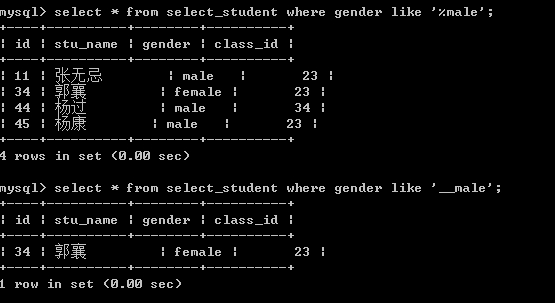 mysql> select * from select_student where gender like '%male';
+----+----------+--------+----------+
| id | stu_name | gender | class_id |
+----+----------+--------+----------+
| 11 | 张无忌 | male | 23 |
| 34 | 郭襄 | female | 23 |
| 44 | 杨过 | male | 34 |
| 45 | 杨康 | male | 23 |
+----+----------+--------+----------+
4 rows in set (0.00 sec)
mysql> select * from select_student where gender like '__male';
+----+----------+--------+----------+
| id | stu_name | gender | class_id |
+----+----------+--------+----------+
| 34 | 郭襄 | female | 23 |
+----+----------+--------+----------+
1 row in set (0.00 sec)